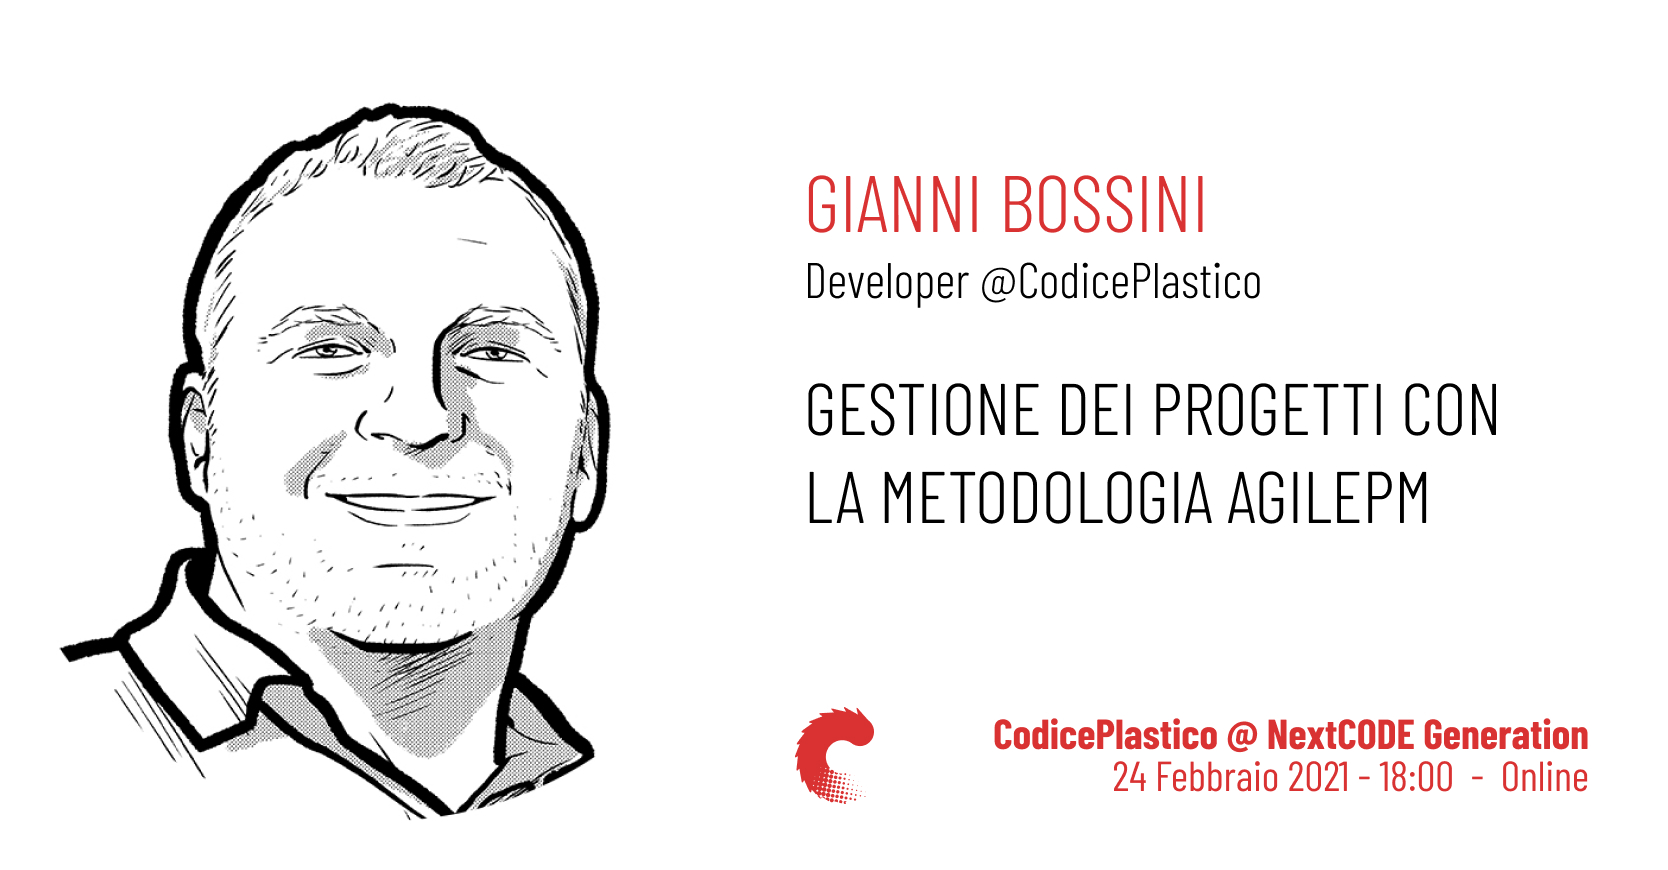 GIANNI BOSSINI
Developer @CodicePlastico
GESTIONE DEI PROGETTI CON
LA METODOLOGIA AGILEPM
CodicePlastico @ NextCODE Generation
24 Febbraio 2021 - 18:00 - Online